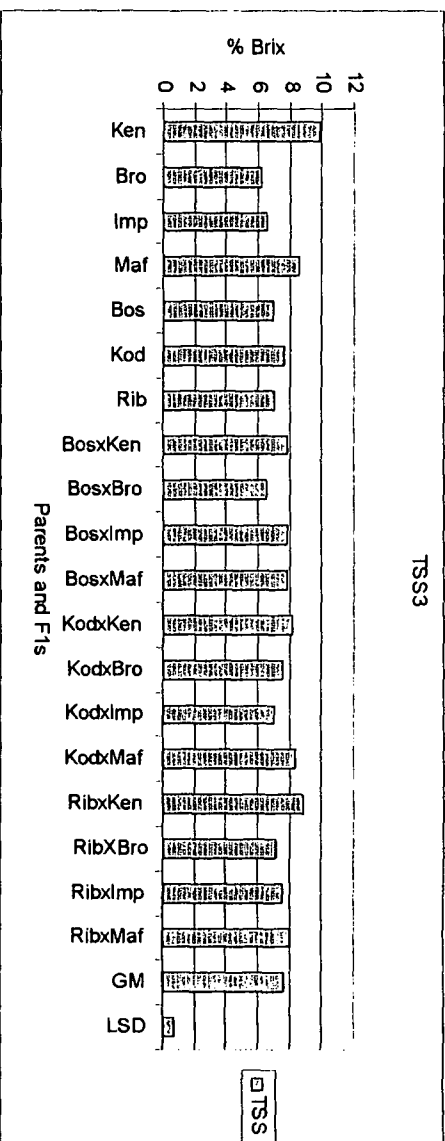 TSS3
% Brix
12
10
8
6
4
2
0
Ken
Bro
Imp
Maf
Bos
Kod
Rib
BosxKen
BosxBro
BosxImp
BosxMaf
KodxKen
KodxBro
KodxImp
KodxMaf
RibxKen
RibXBro
RibxImp
RibxMaf
GM
LSD
Parents and F1s
TSS